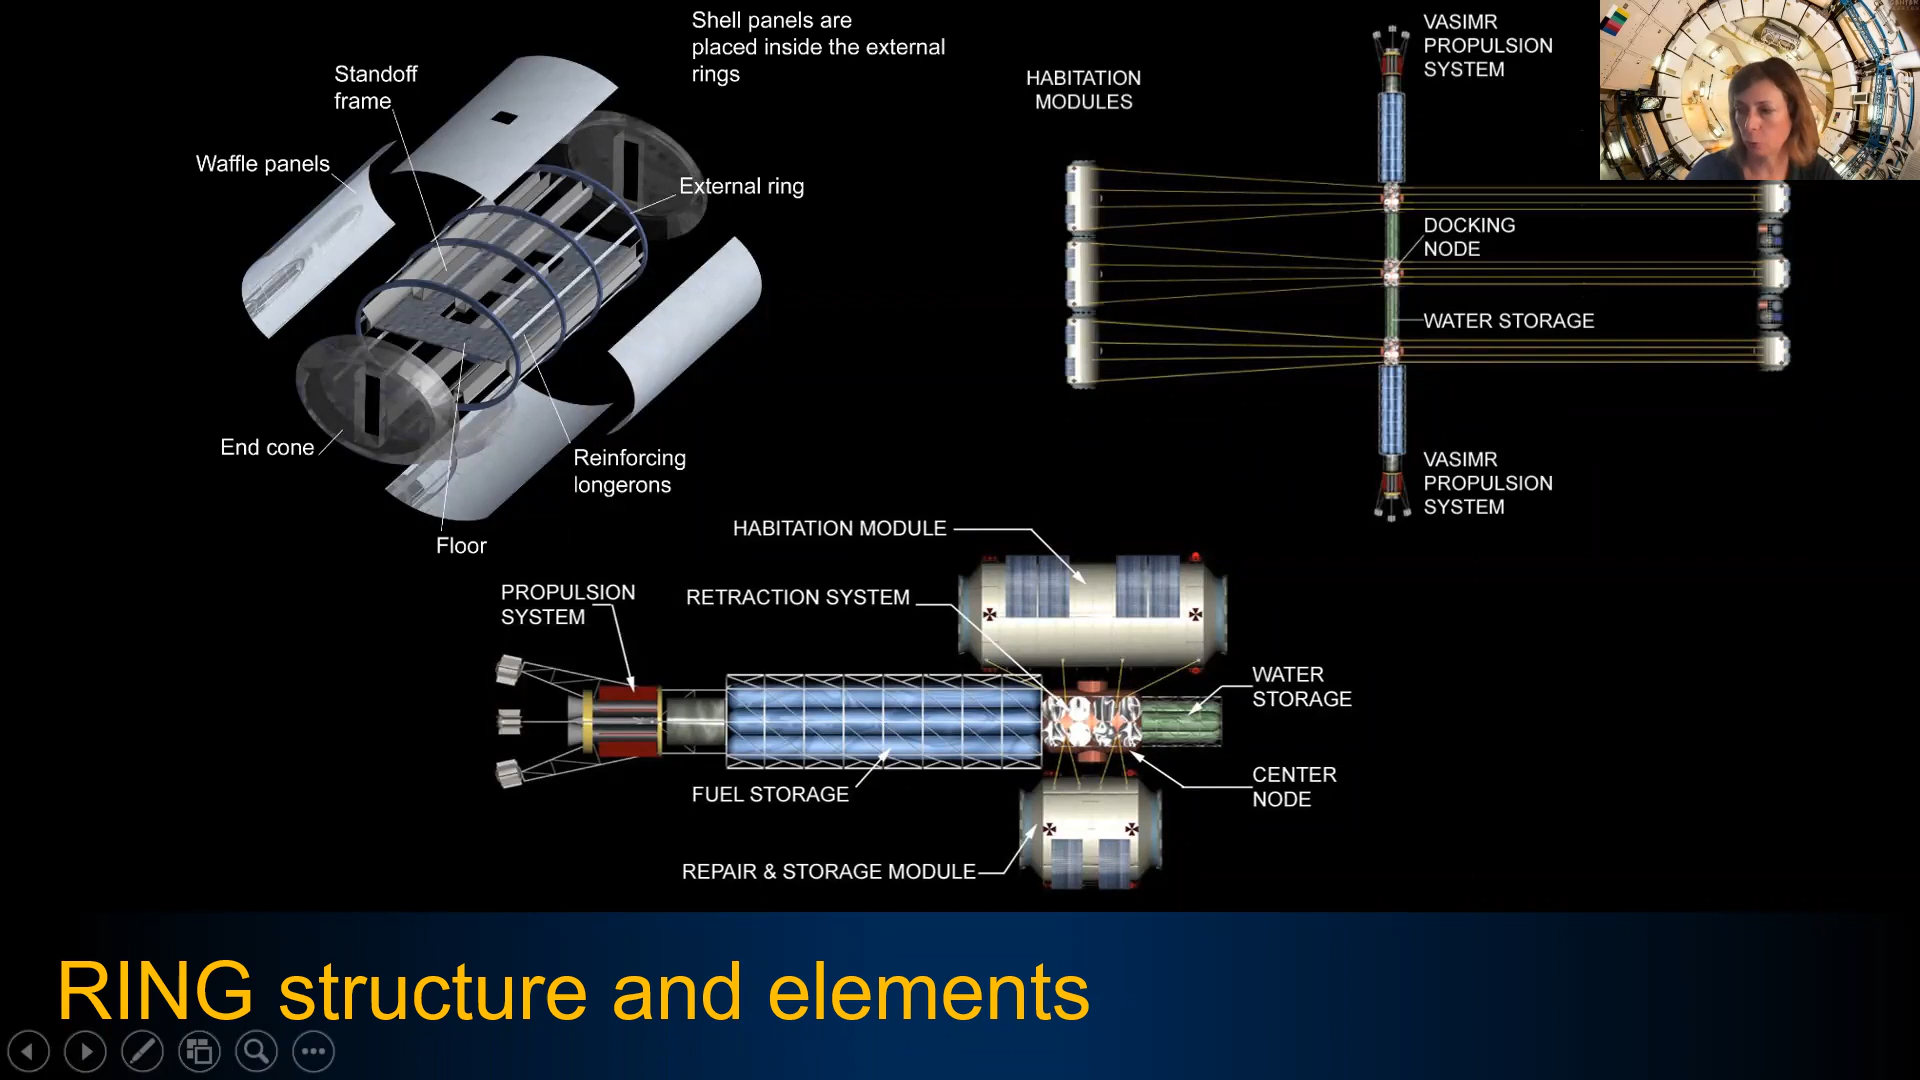 Shell panels are
placed inside the external
rings
Standoff
frame
Waffle panels
External ring
End cone
Reinforcing
longerons
Floor
HABITATION
MODULES
VASIMR
PROPULSION
SYSTEM
DOCKING
NODE
WATER STORAGE
VASIMR
PROPULSION
SYSTEM
HABITATION MODULE
PROPULSION
SYSTEM
RETRACTION SYSTEM
WATER
STORAGE
FUEL STORAGE
CENTER
NODE
REPAIR & STORAGE MODULE
RING structure and elements